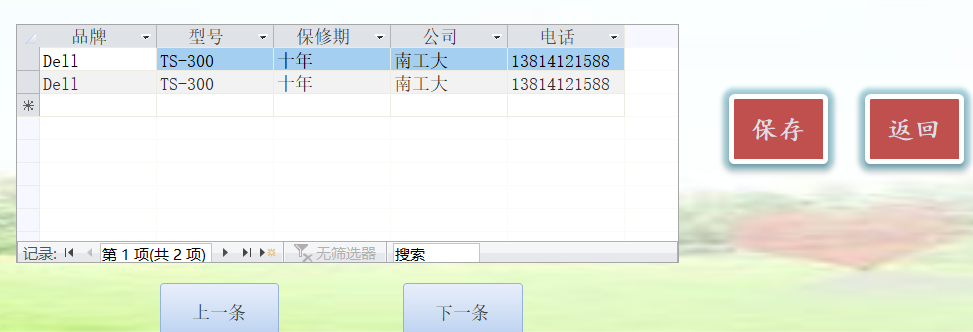 品牌 型号 保修期 公司 电话
Dell TS-300 十年 南工大 13814121588
Dell TS-300 十年 南工大 13814121588
保存 返回
记录: 第 1 项(共 2 项) 无筛选器 搜索
上一条 下一条